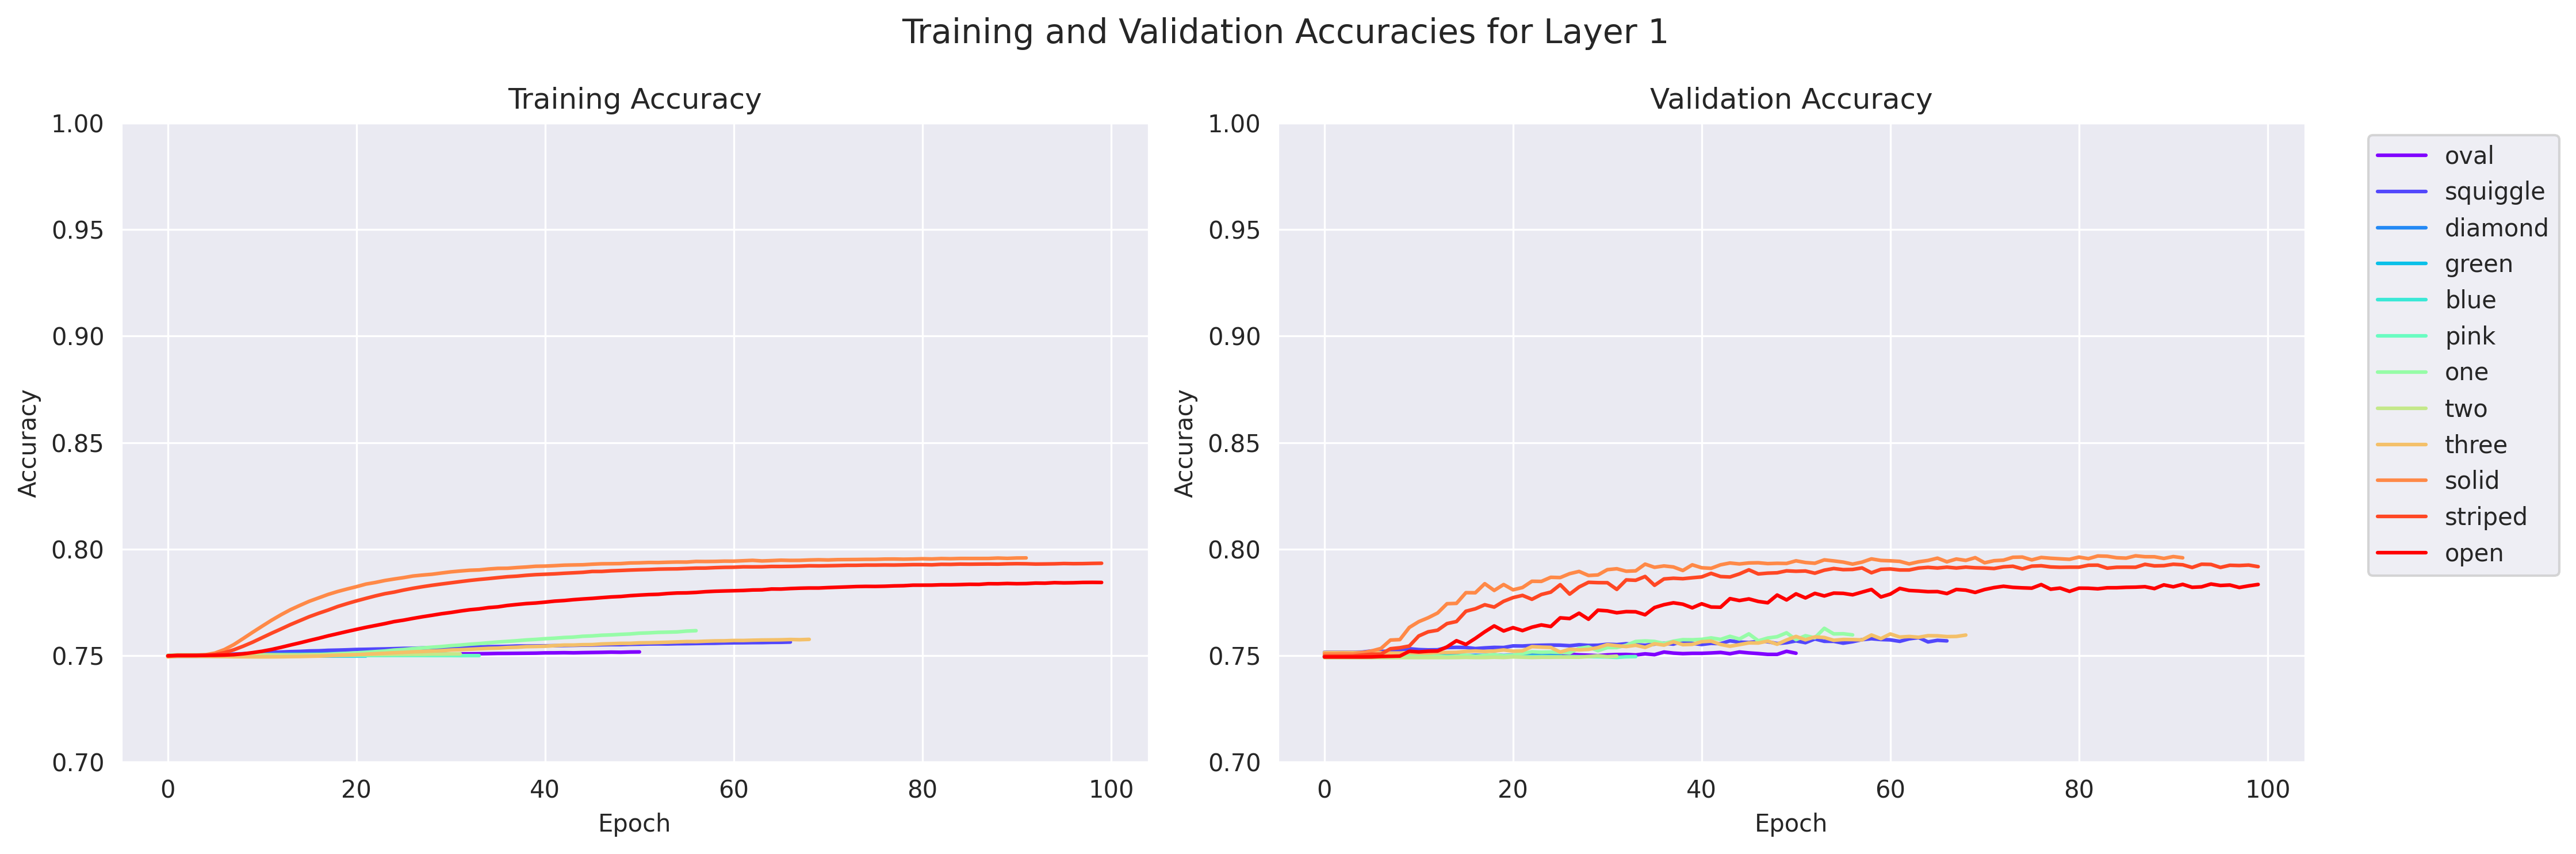 Training and Validation Accuracies for Layer 1
Training Accuracy
1.00
0.95
0.90
0.85
0.80
0.75
0.70
Accuracy
0 20 40 60 80 100
Epoch
Validation Accuracy
1.00
0.95
0.90
0.85
0.80
0.75
0.70
Accuracy
0 20 40 60 80 100
Epoch
oval
squiggle
diamond
green
blue
pink
one
two
three
solid
striped
open